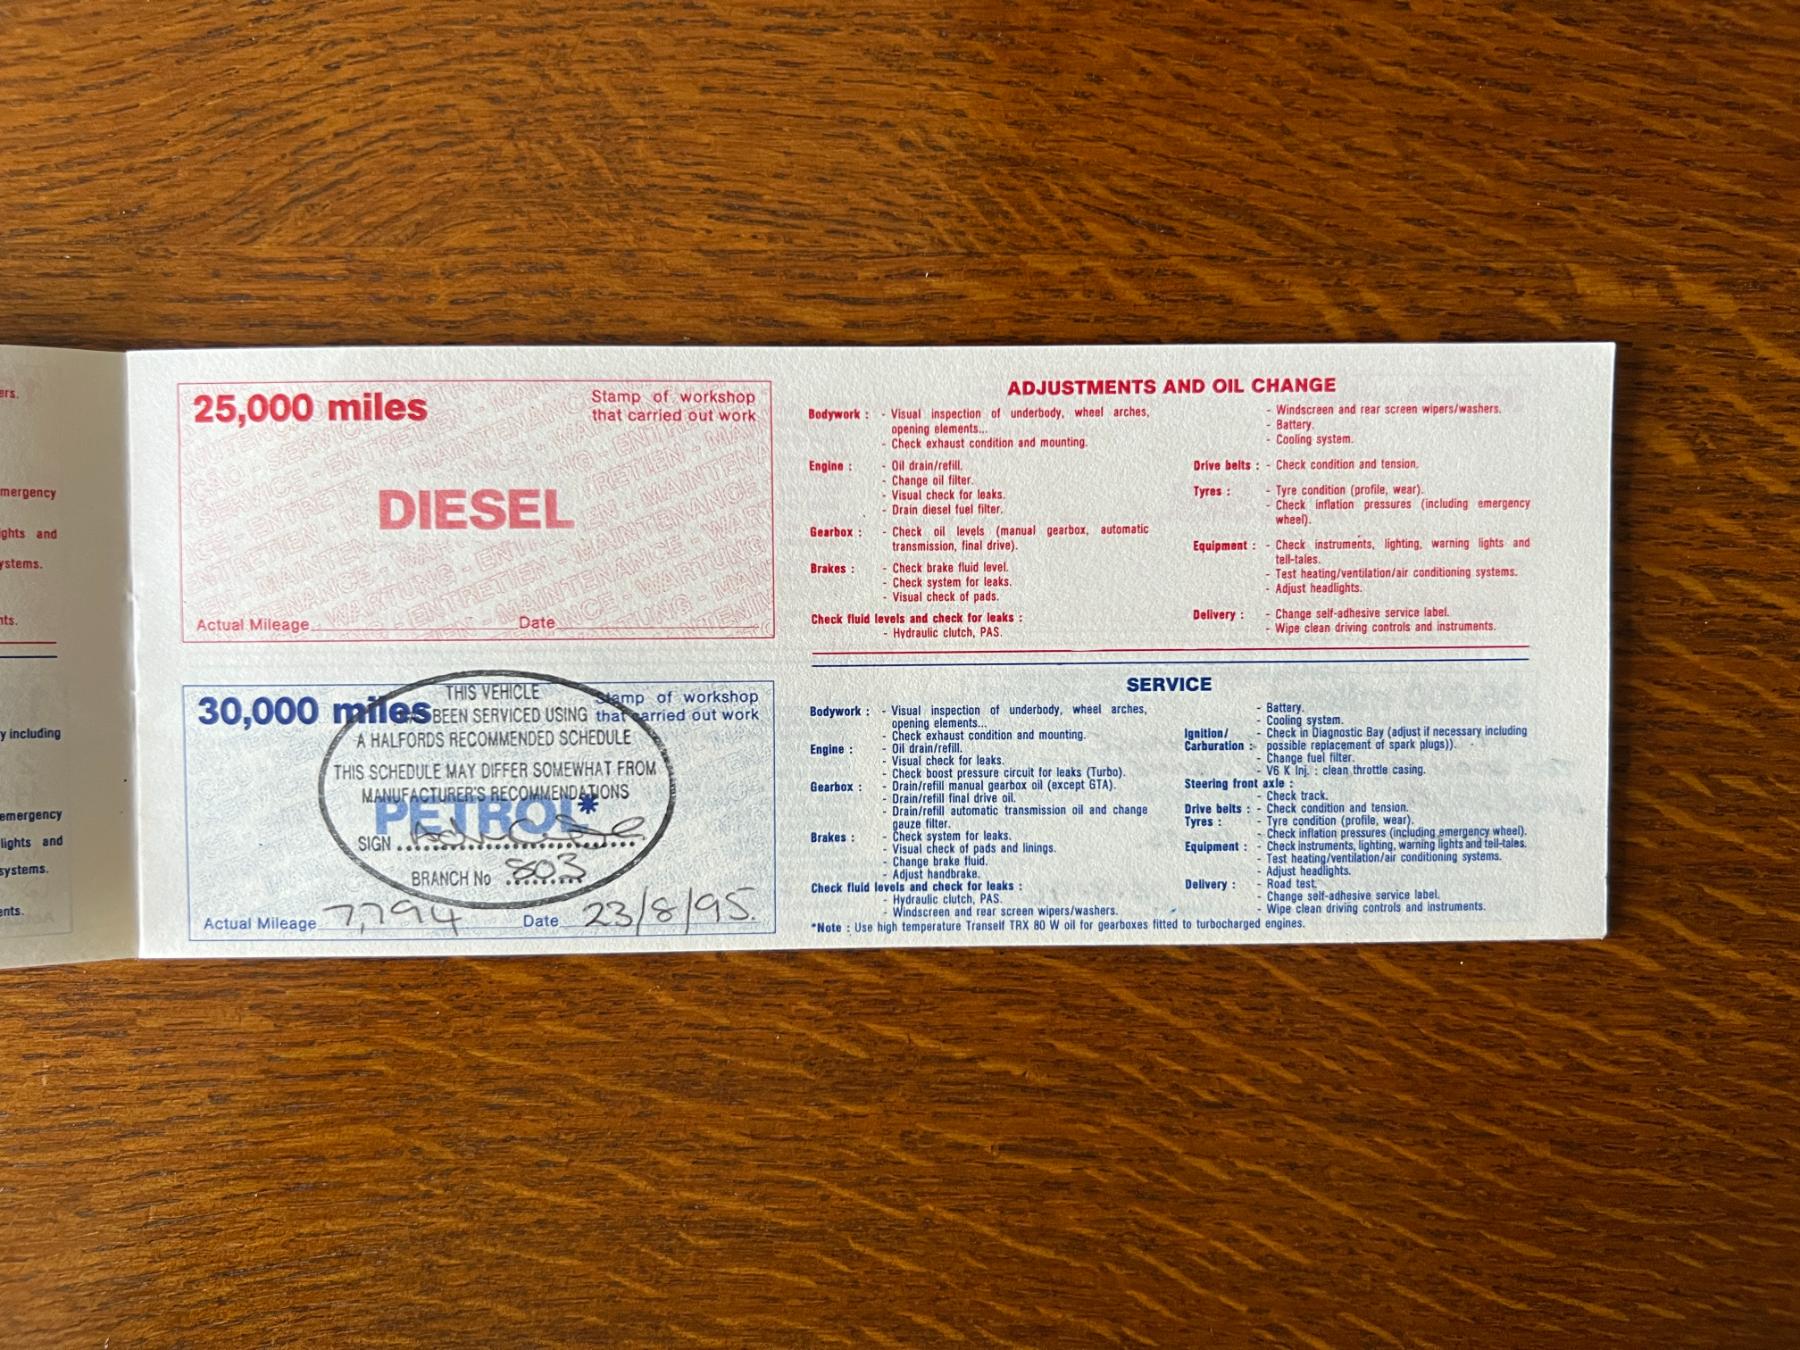 ers.
mergency
ghts and
ystems.
nts.
y including
emergency
lights and
systems.
ents.
25,000 miles
Stamp of workshop
that carried out work
DIESEL
Actual Mileage
Date
30,000 miles
Stamp of workshop
that carried out work
THIS VEHICLE
BEEN SERVICED USING
A HALFORDS RECOMMENDED SCHEDULE
THIS SCHEDULE MAY DIFFER SOMEWHAT FROM
MANUFACTURER'S RECOMMENDATIONS
PETROL*
SIGN
BRANCH No 803
Actual Mileage 7,794
Date 23/8/95.
ADJUSTMENTS AND OIL CHANGE
Bodywork : - Visual inspection of underbody, wheel arches,
opening elements...
- Check exhaust condition and mounting.
Engine : - Oil drain/refill.
- Change oil filter.
- Visual check for leaks.
- Drain diesel fuel filter.
Gearbox : - Check oil levels (manual gearbox, automatic
transmission, final drive).
Brakes : - Check brake fluid level.
- Check system for leaks.
- Visual check of pads.
Check fluid levels and check for leaks :
- Hydraulic clutch, PAS.
- Windscreen and rear screen wipers/washers.
- Battery.
- Cooling system.
Drive belts : - Check condition and tension.
Tyres : - Tyre condition (profile, wear).
- Check inflation pressures (including emergency
wheel).
Equipment : - Check instruments, lighting, warning lights and
tell-tales.
- Test heating/ventilation/air conditioning systems.
- Adjust headlights.
Delivery : - Change self-adhesive service label.
- Wipe clean driving controls and instruments.
SERVICE
Bodywork : - Visual inspection of underbody, wheel arches,
opening elements...
- Check exhaust condition and mounting.
Engine : - Oil drain/refill.
- Visual check for leaks.
- Check boost pressure circuit for leaks (Turbo).
Gearbox : - Drain/refill manual gearbox oil (except GTA).
- Drain/refill final drive oil.
- Drain/refill automatic transmission oil and change
gauze filter.
Brakes : - Check system for leaks.
- Visual check of pads and linings.
- Change brake fluid.
- Adjust handbrake.
Check fluid levels and check for leaks :
- Hydraulic clutch, PAS.
- Windscreen and rear screen wipers/washers.
- Battery.
- Cooling system.
Ignition/ - Check in Diagnostic Bay (adjust if necessary including
Carburation : possible replacement of spark plugs)).
- Change fuel filter.
- V6 K Inj. : clean throttle casing.
Steering front axle :
- Check track.
Drive belts : - Check condition and tension.
Tyres : - Tyre condition (profile, wear).
- Check inflation pressures (including emergency wheel).
Equipment : - Check instruments, lighting, warning lights and tell-tales.
- Test heating/ventilation/air conditioning systems.
- Adjust headlights.
Delivery : - Road test.
- Change self-adhesive service label.
- Wipe clean driving controls and instruments.
*Note : Use high temperature Tranself TRX 80 W oil for gearboxes fitted to turbocharged engines.